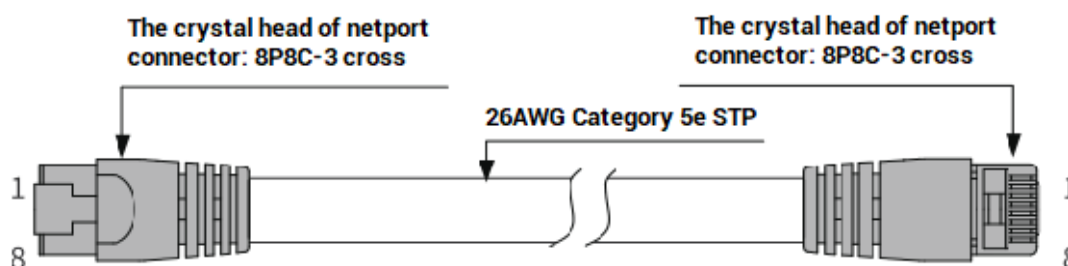 The crystal head of netport
connector: 8P8C-3 cross
The crystal head of netport
connector: 8P8C-3 cross
26AWG Category 5e STP
1
1
8
8